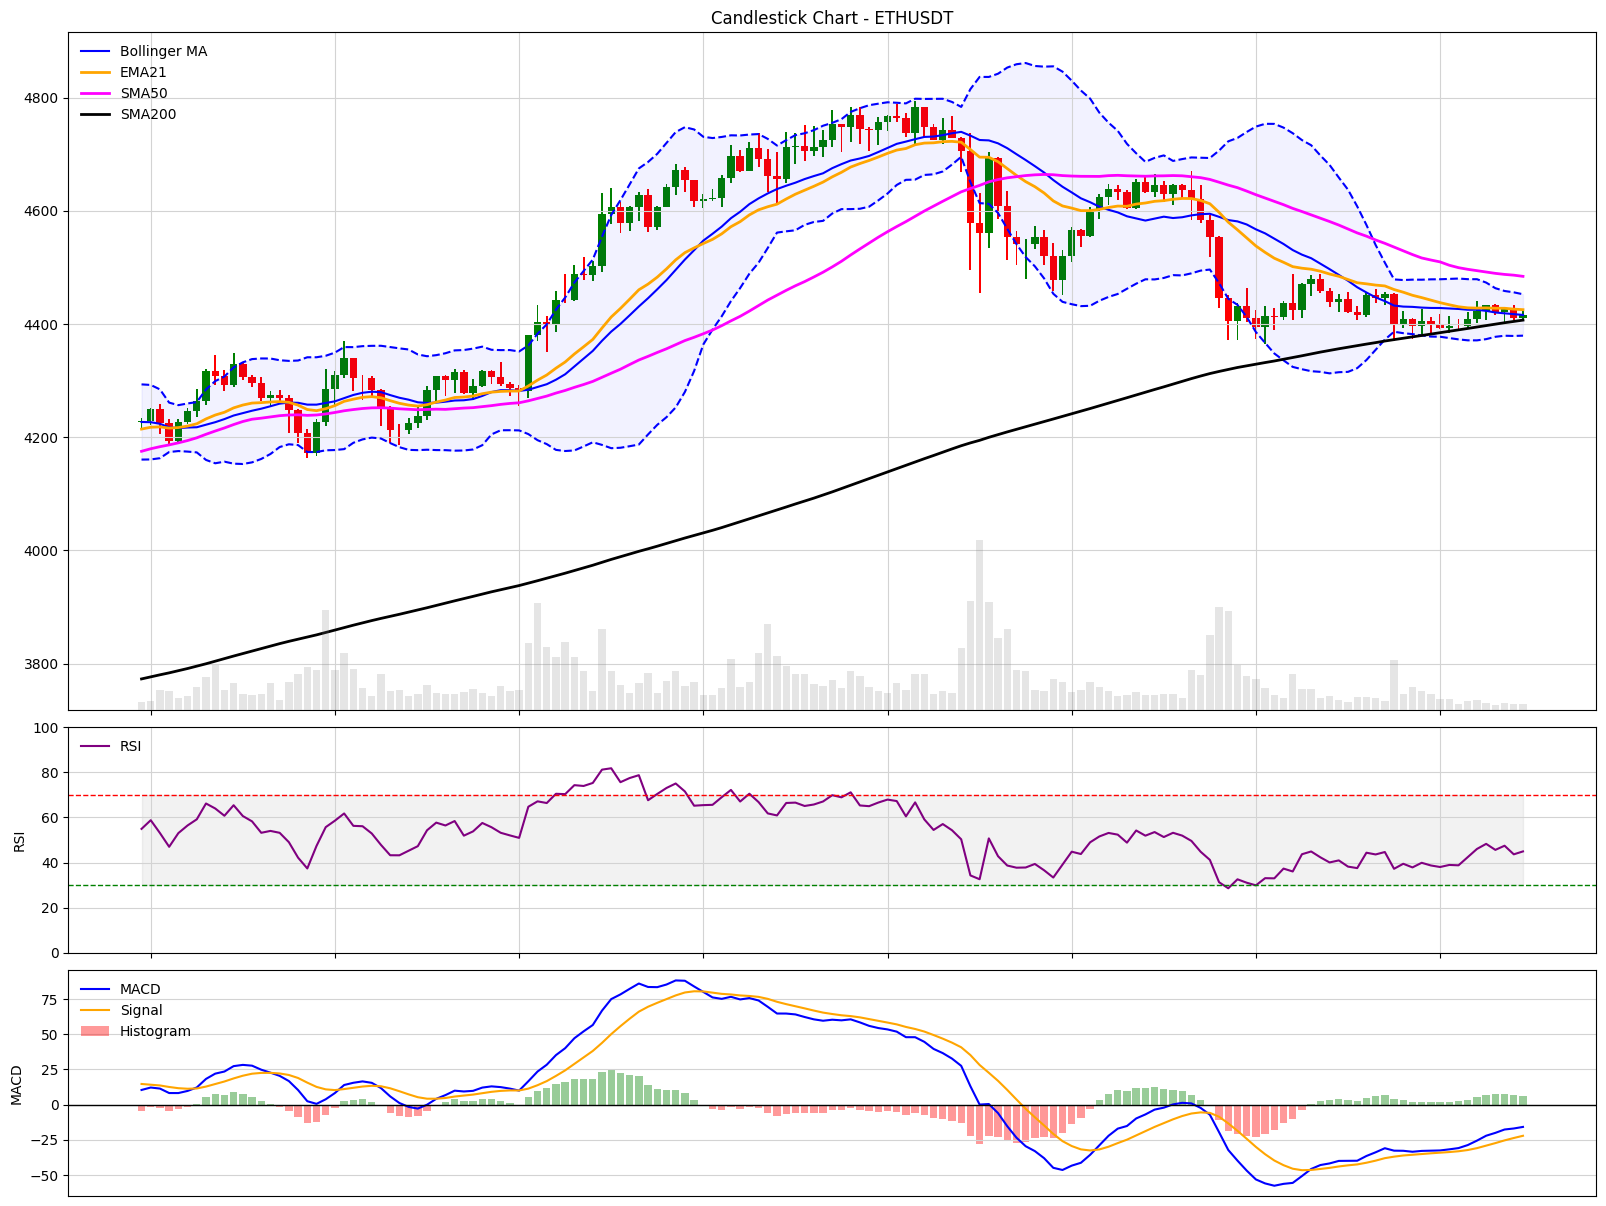 Candlestick Chart - ETHUSDT
Bollinger MA
EMA21
SMA50
SMA200
4800
4600
4400
4200
4000
3800
RSI
100
80
60
40
20
0
RSI
MACD
Signal
Histogram
75
50
25
0
−25
−50
MACD